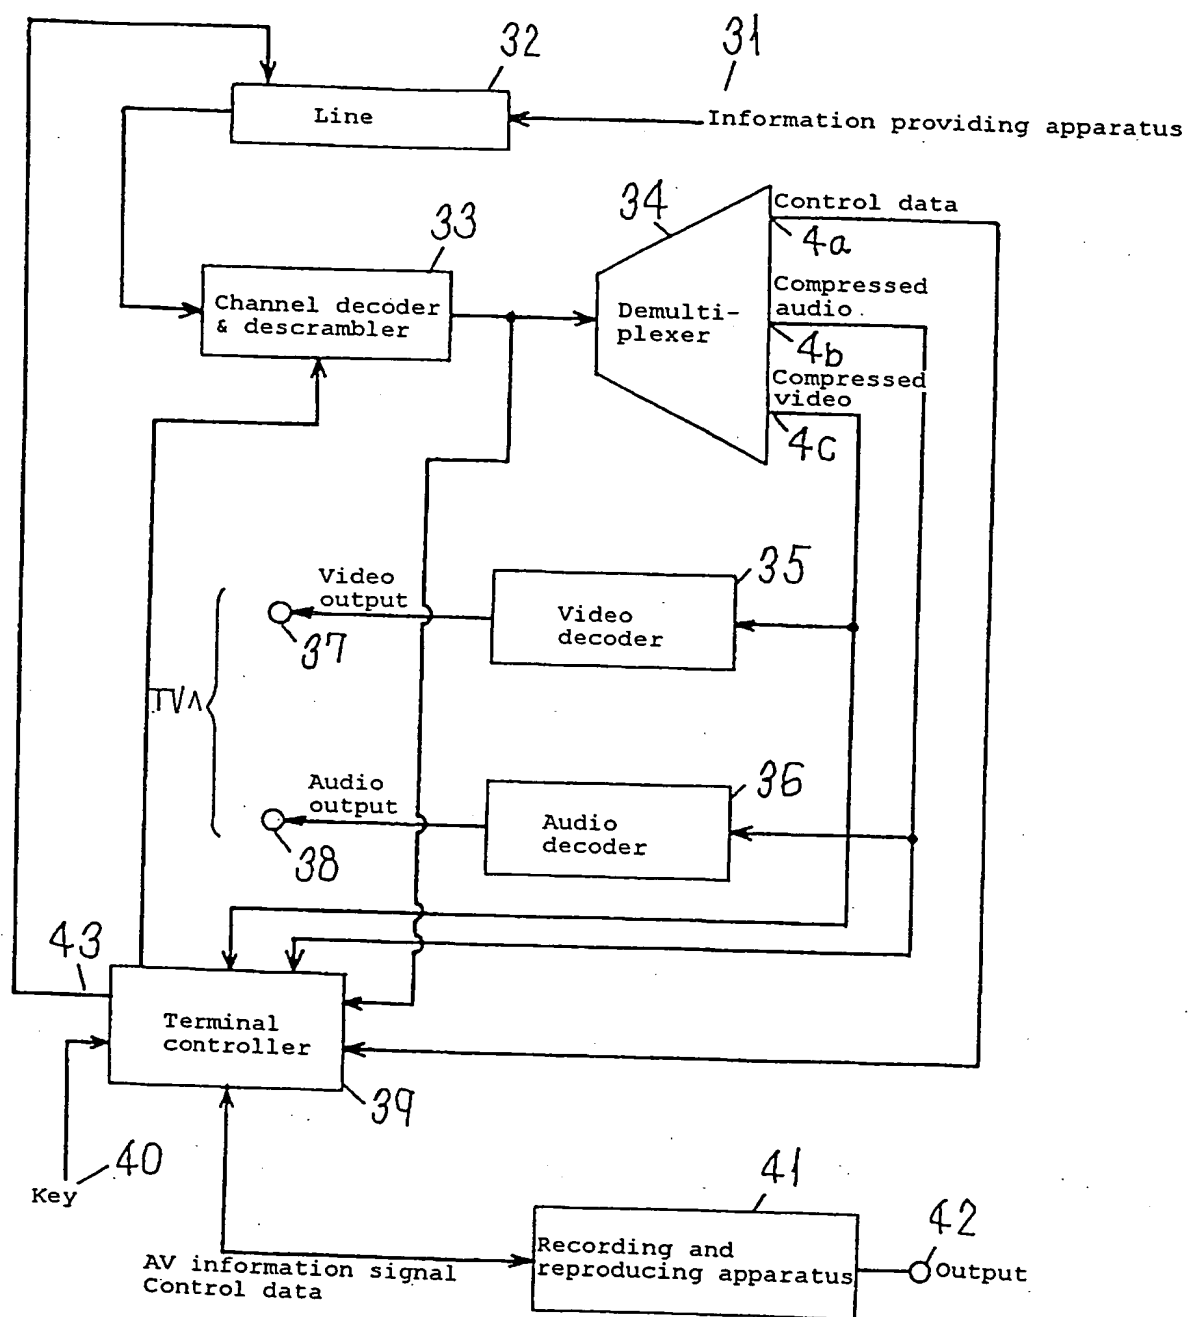 32
31
Line
Information providing apparatus
34
Control data
4a
33
Channel decoder
& descrambler
Demulti-
plexer
Compressed
audio
4b
Compressed
video
4c
Video
output
37
35
Video
decoder
Audio
output
38
36
Audio
decoder
43
Terminal
controller
39
40
Key
41
42
AV information signal
Control data
Recording and
reproducing apparatus
Output